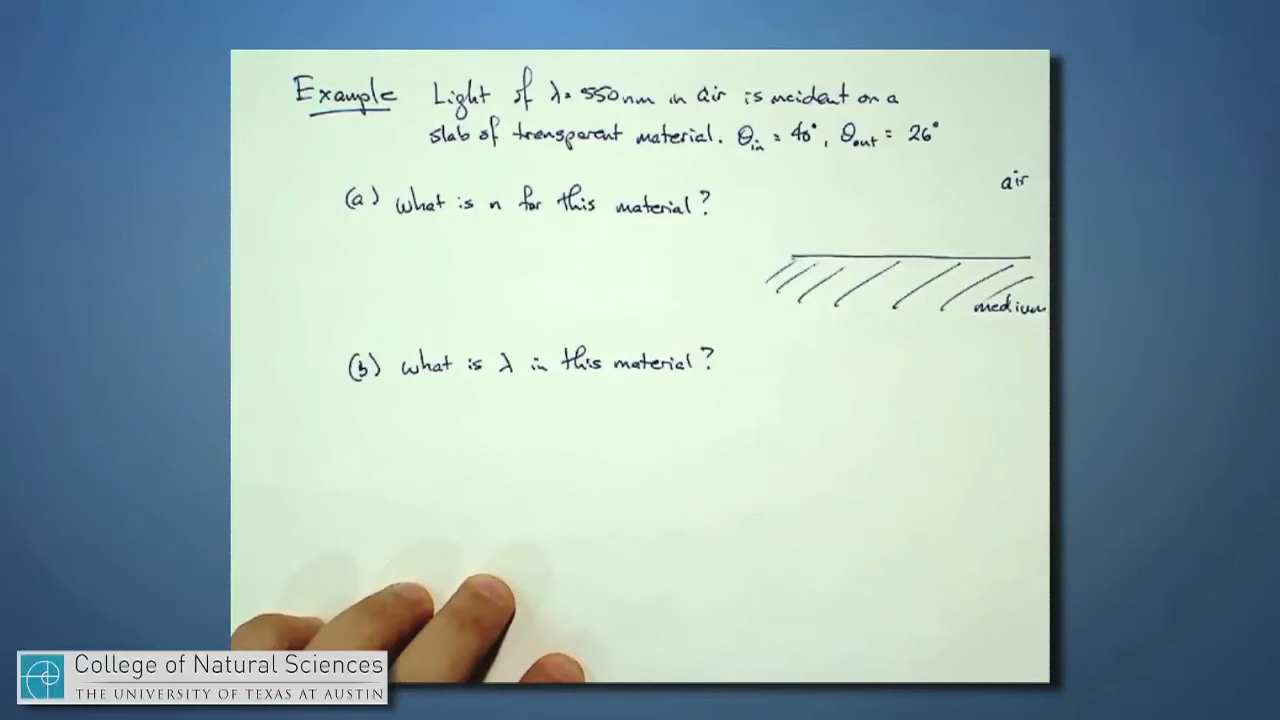 Example Light of λ = 550nm in air is incident on a
slab of transparent material. θin = 40°, θout = 26°
air
(a) What is n for this material?
medium
(b) What is λ in this material?
College of Natural Sciences
THE UNIVERSITY OF TEXAS AT AUSTIN